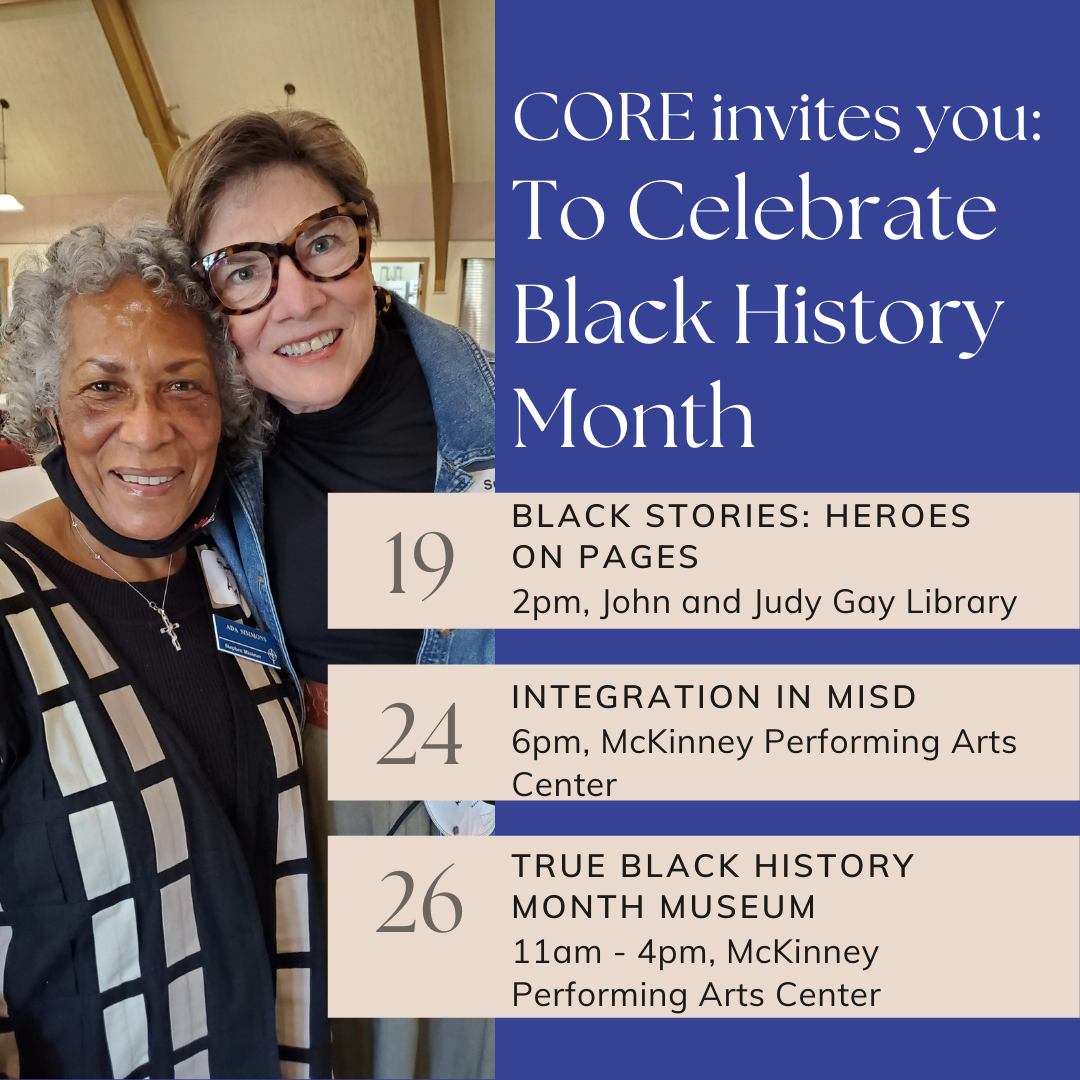 CORE invites you:
To Celebrate
Black History
Month
19
BLACK STORIES: HEROES
ON PAGES
2pm, John and Judy Gay Library
24
INTEGRATION IN MISD
6pm, McKinney Performing Arts
Center
26
TRUE BLACK HISTORY
MONTH MUSEUM
11am - 4pm, McKinney
Performing Arts Center
ADA SIMMONS
Stephen Minister